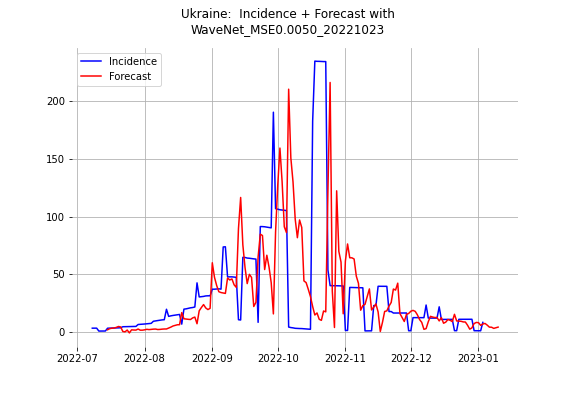 Ukraine:  Incidence + Forecast with
WaveNet_MSE0.0050_20221023
Incidence
Forecast
200
150
100
50
0
2022-07 2022-08 2022-09 2022-10 2022-11 2022-12 2023-01